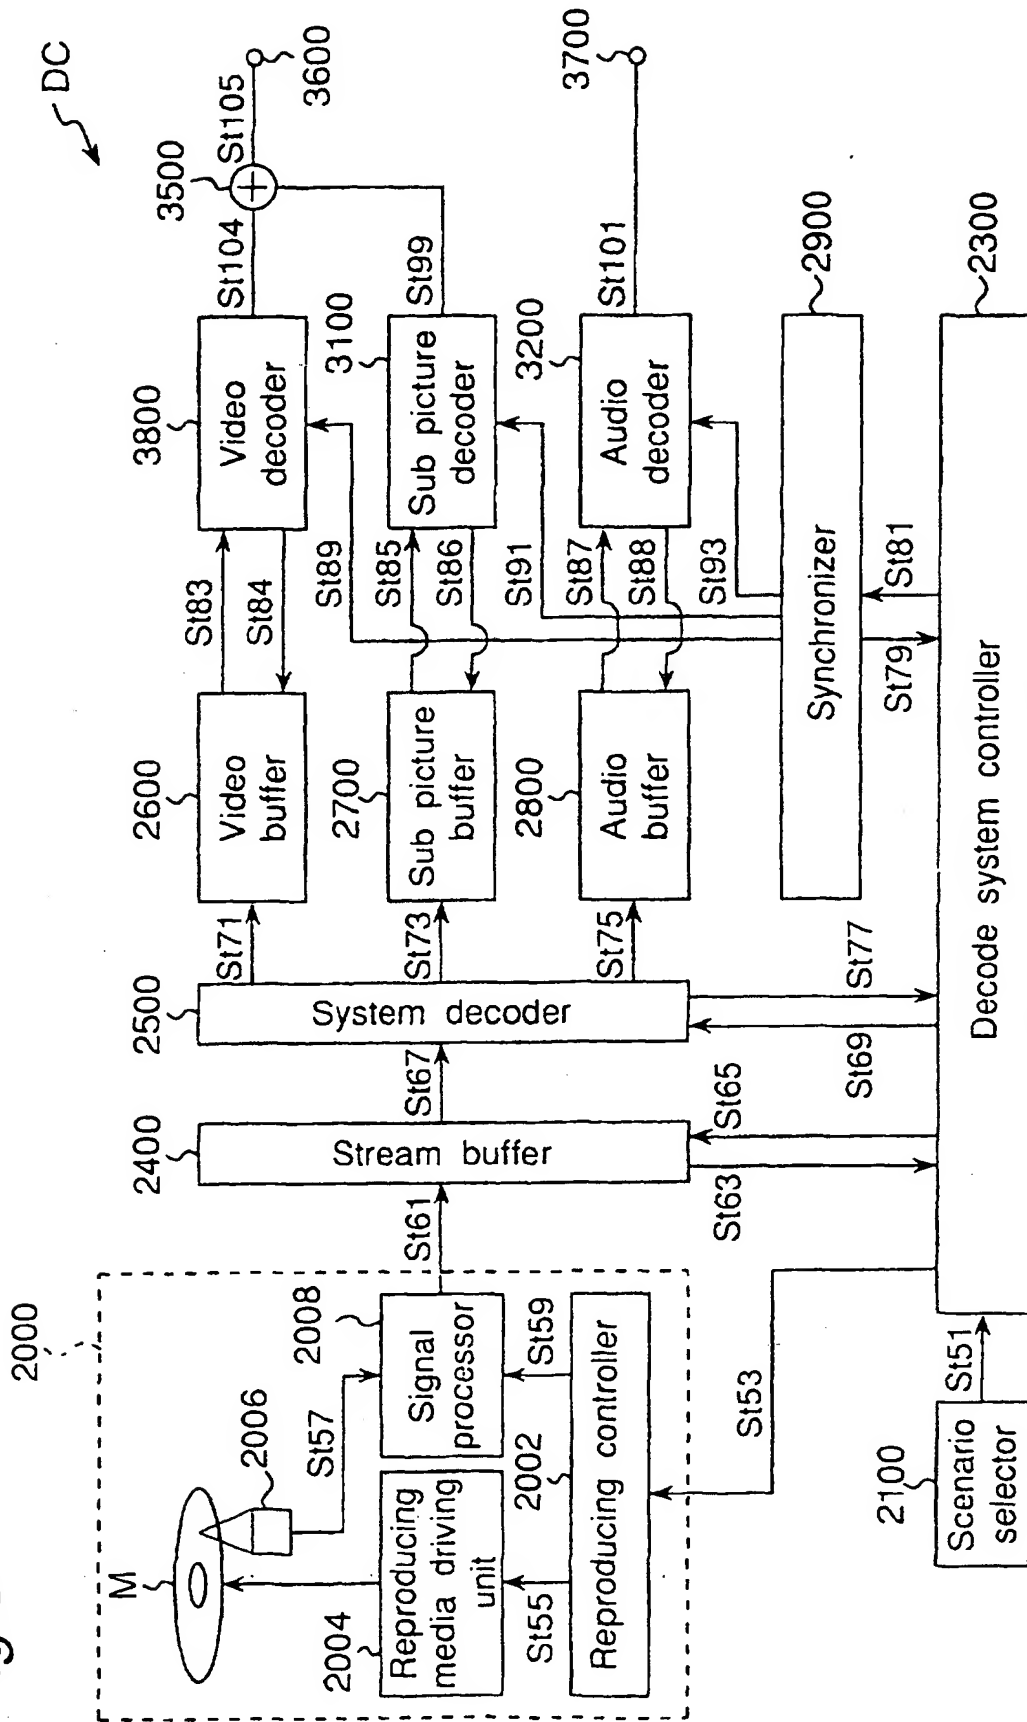 2000
M
2006
St57
2008
Signal
processor
2004
Reproducing
media driving
unit
2002
St55
St59
Reproducing controller
St53
2100
Scenario
selector
St51
St61
2400
Stream buffer
St63
St65
St67
2500
System decoder
St69
St77
St71
St73
St75
2600
Video
buffer
2700
Sub picture
buffer
2800
Audio
buffer
St83
St84
St89
St85
St86
St91
St87
St88
St93
3800
Video
decoder
3100
Sub picture
decoder
3200
Audio
decoder
St104
3500
St105
3600
St99
St101
3700
DC
Synchronizer
2900
St79
St81
Decode system controller
2300